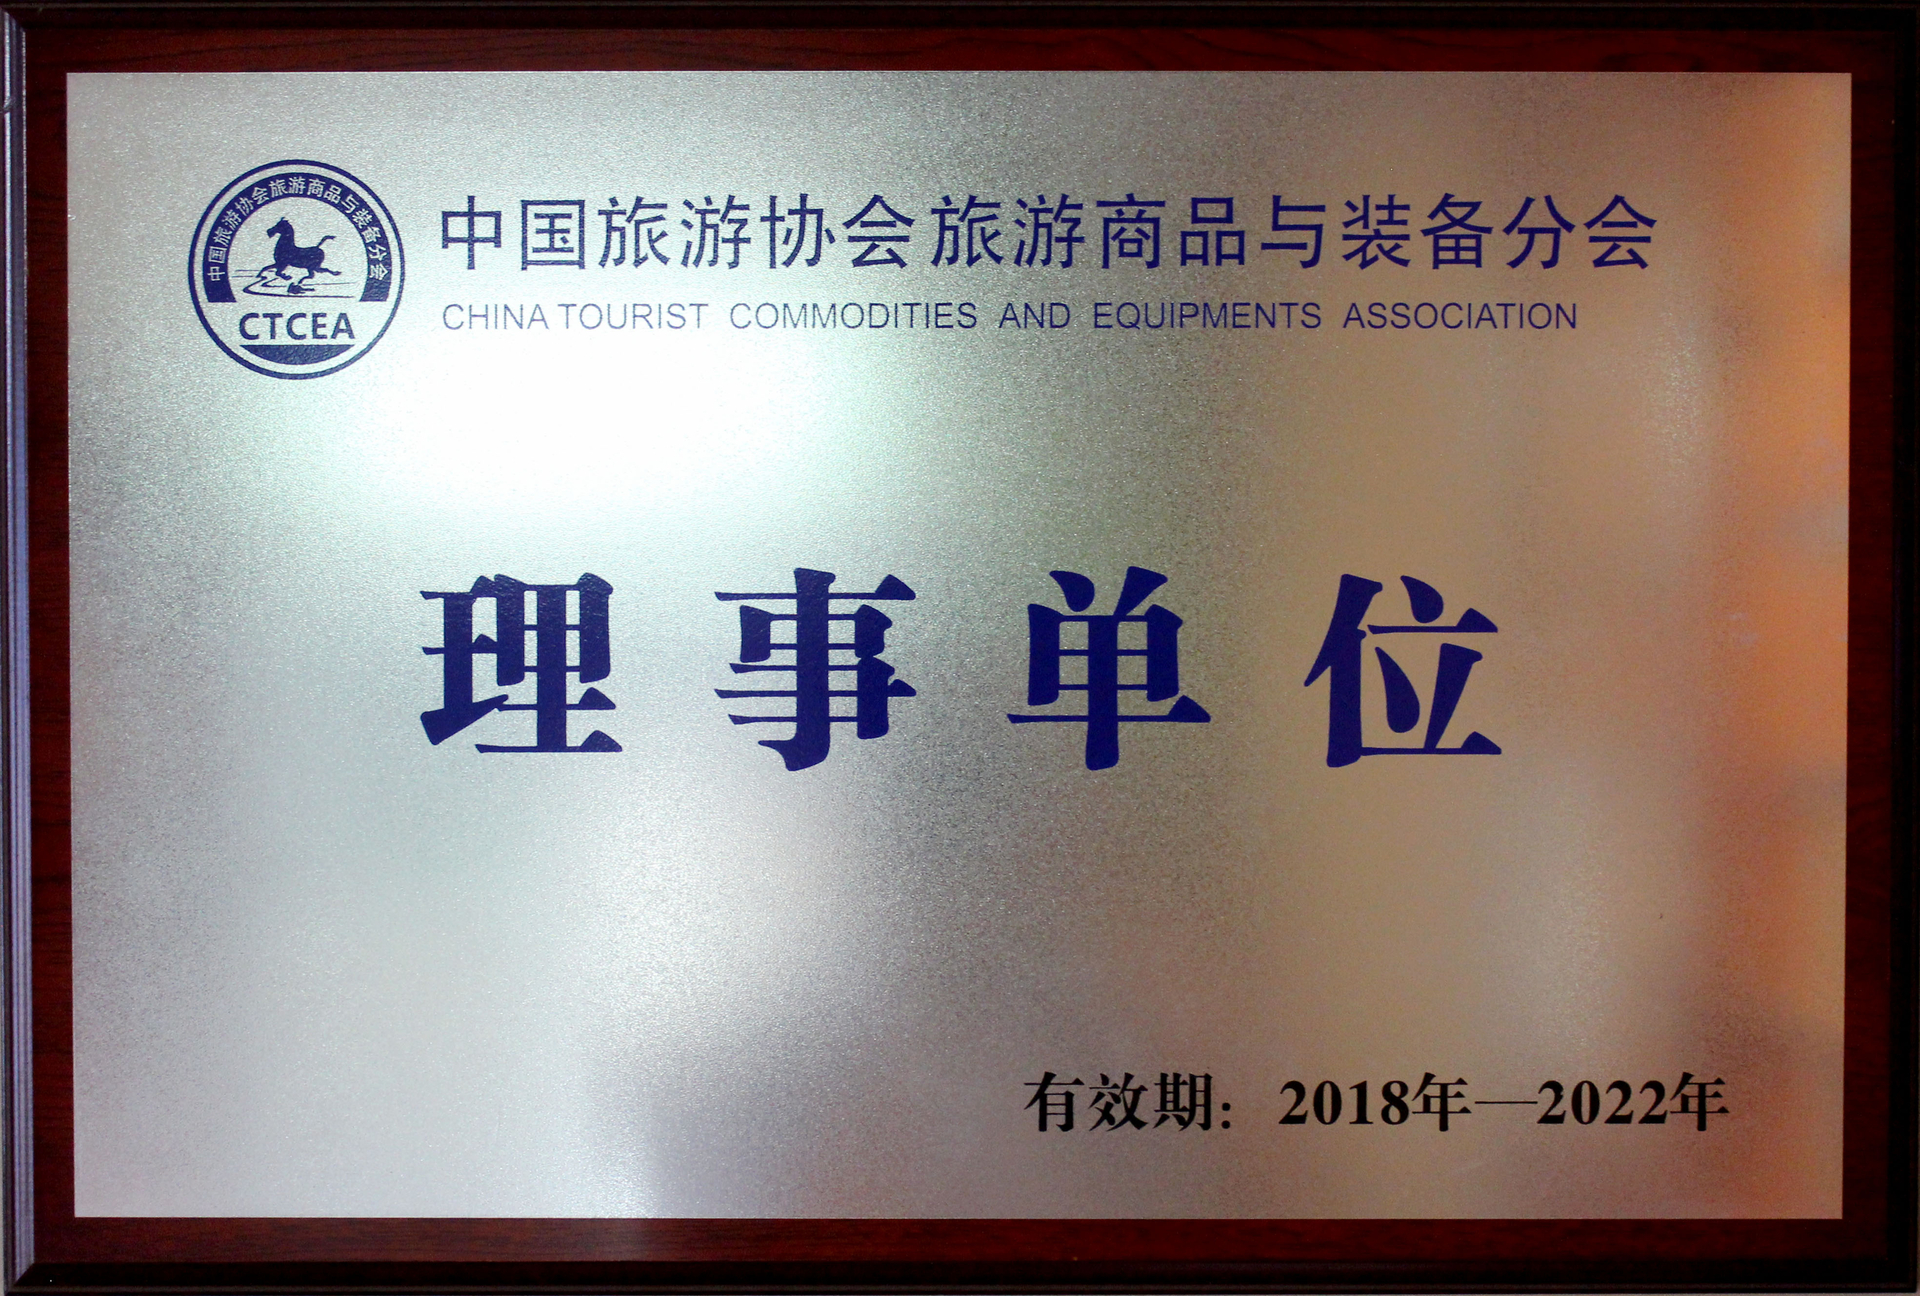 中国旅游协会旅游商品与装备分会
CTCEA
中国旅游协会旅游商品与装备分会
CHINA TOURIST COMMODITIES AND EQUIPMENTS ASSOCIATION
理事单位
有效期：2018年—2022年